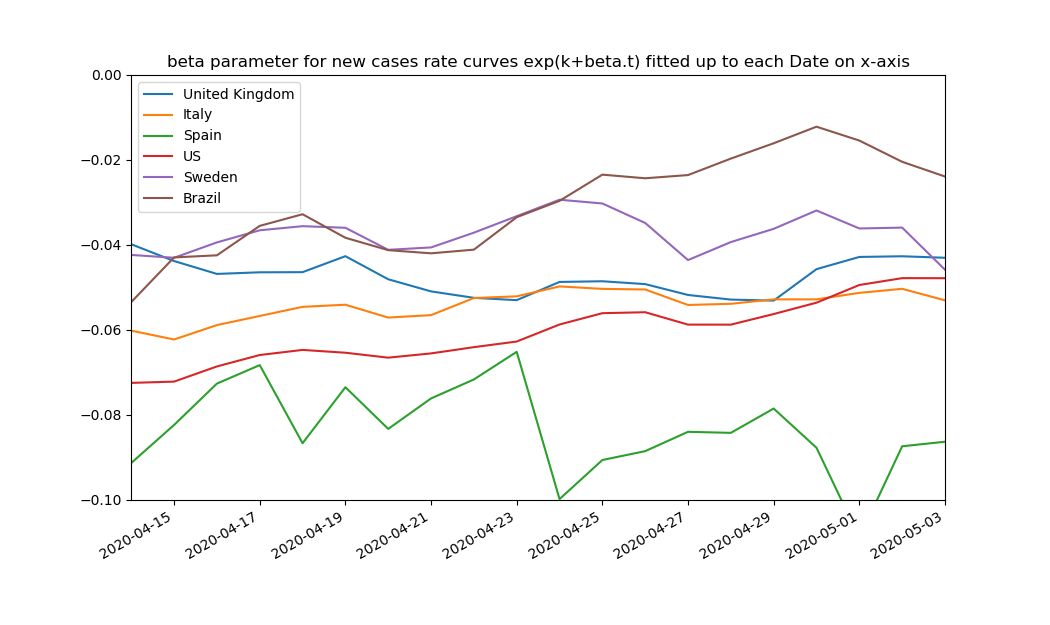 beta parameter for new cases rate curves exp(k+beta.t) fitted up to each Date on x-axis
0.00
−0.02
−0.04
−0.06
−0.08
−0.10
United Kingdom
Italy
Spain
US
Sweden
Brazil
2020-04-15
2020-04-17
2020-04-19
2020-04-21
2020-04-23
2020-04-25
2020-04-27
2020-04-29
2020-05-01
2020-05-03